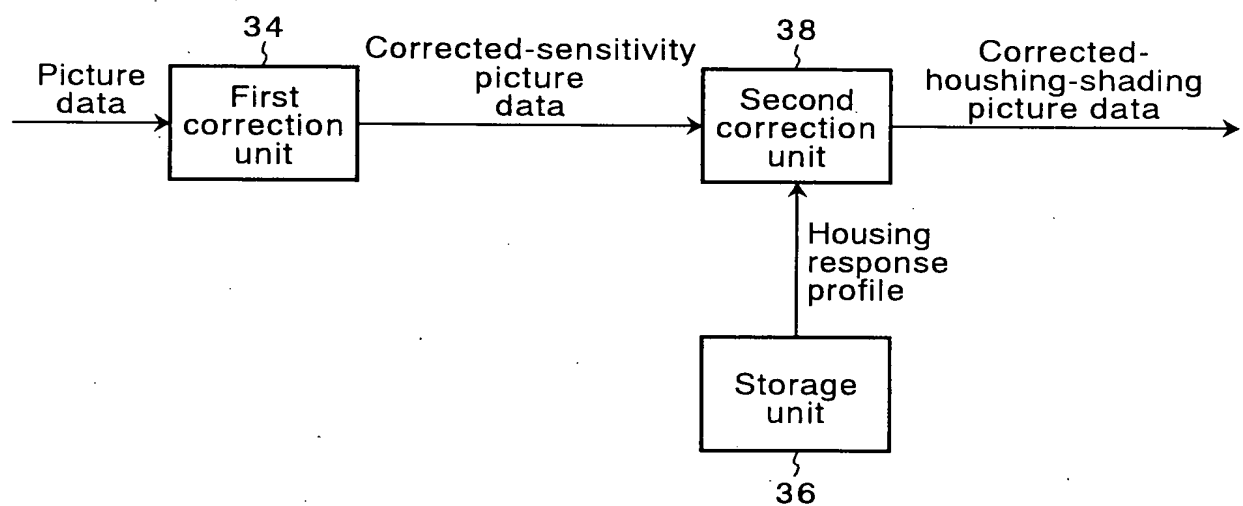 34
Picture
data
First
correction
unit
Corrected-sensitivity
picture
data
38
Second
correction
unit
Corrected-
houshing-shading
picture data
Housing
response
profile
Storage
unit
36